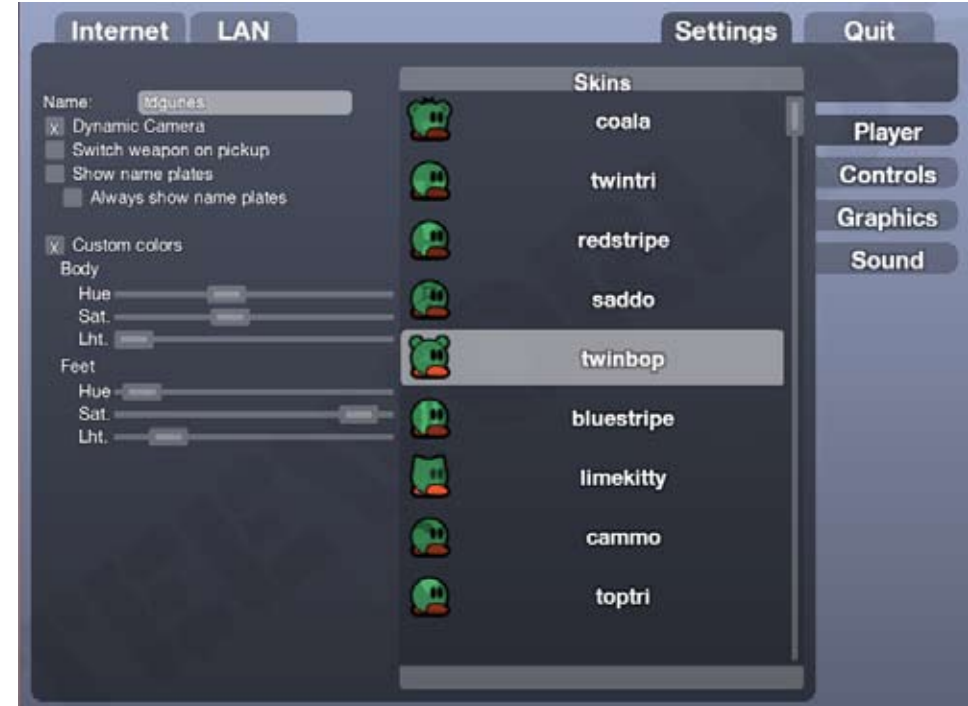 Internet LAN Settings Quit
Skins
Name: tdgunes
x Dynamic Camera
Switch weapon on pickup
Show name plates
Always show name plates
x Custom colors
Body
Hue
Sat.
Lht.
Feet
Hue
Sat.
Lht.
coala
twintri
redstripe
saddo
twinbop
bluestripe
limekitty
cammo
toptri
Player
Controls
Graphics
Sound